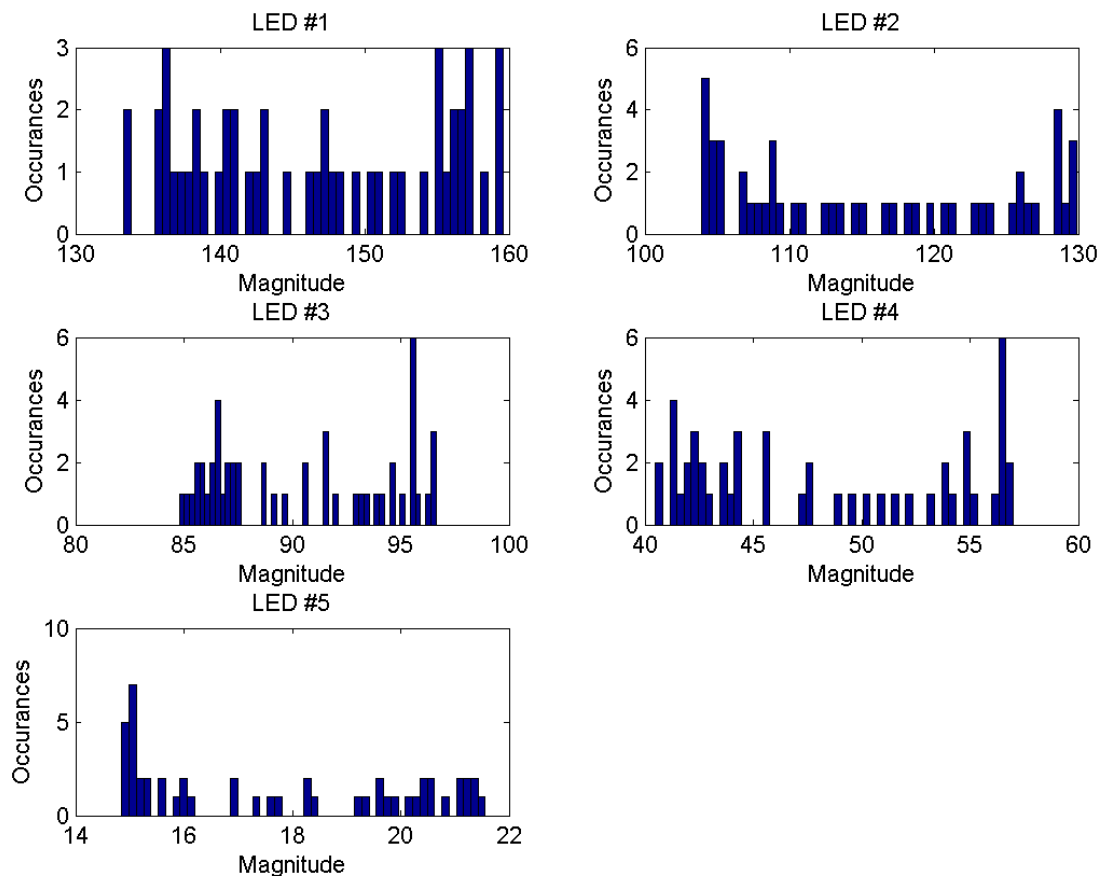 LED #1
Occurances
3
2
1
0
130 140 150 160
Magnitude
LED #2
Occurances
6
4
2
0
100 110 120 130
Magnitude
LED #3
Occurances
6
4
2
0
80 85 90 95 100
Magnitude
LED #4
Occurances
6
4
2
0
40 45 50 55 60
Magnitude
LED #5
Occurances
10
5
0
14 16 18 20 22
Magnitude